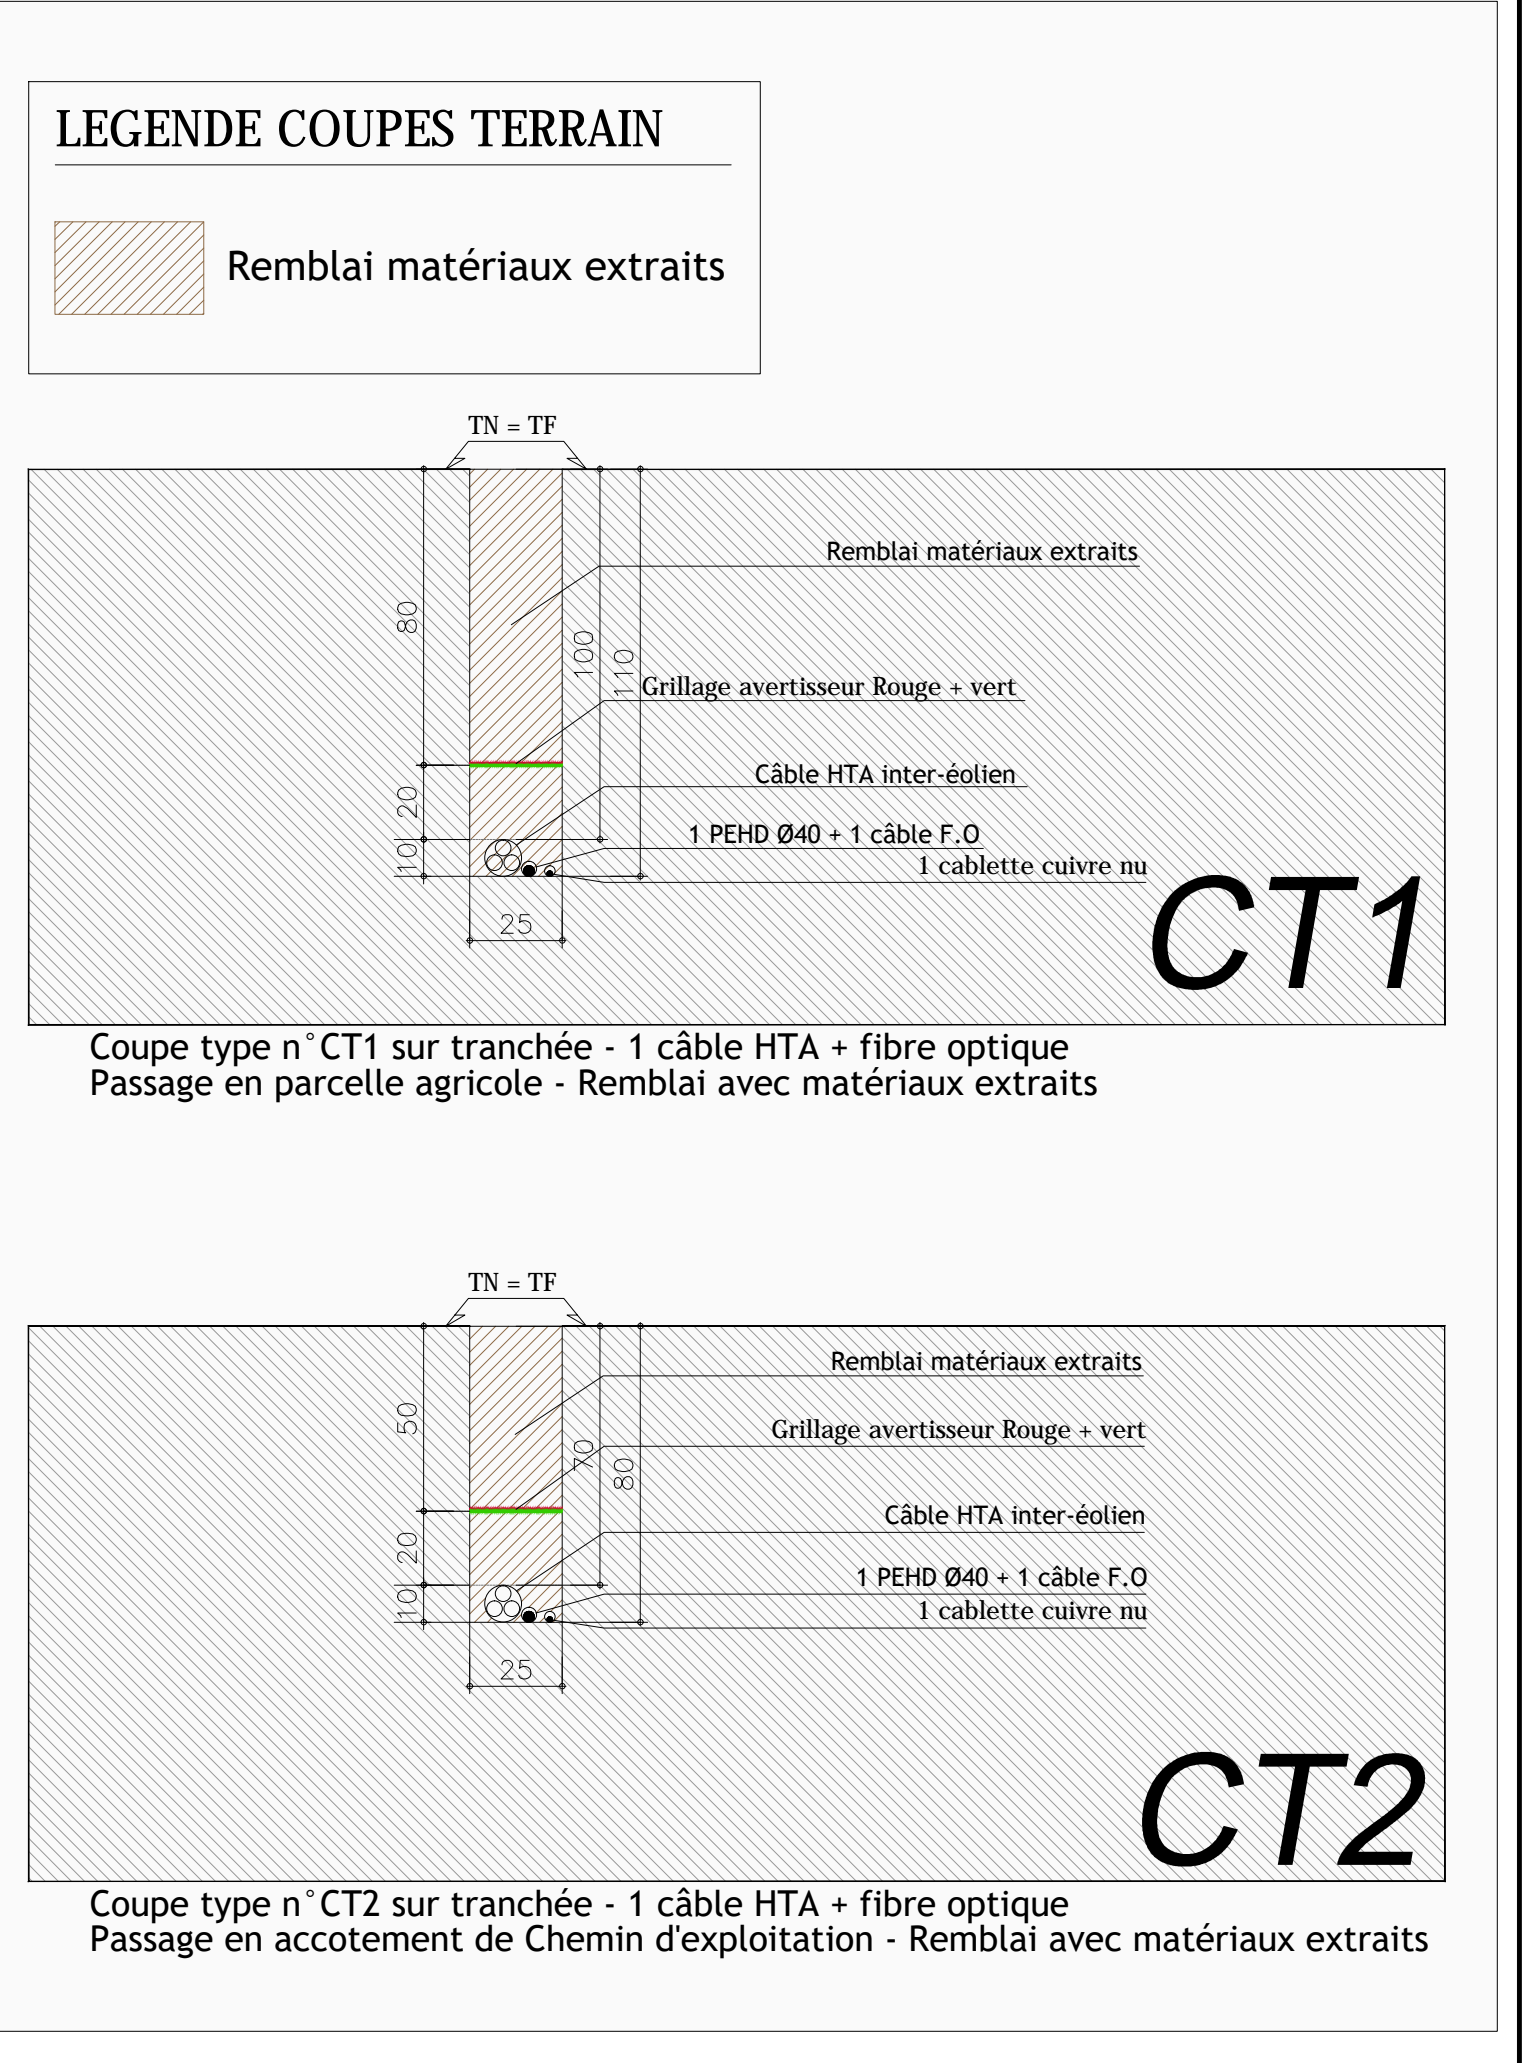 LEGENDE COUPES TERRAIN
Remblai matériaux extraits
TN = TF
Remblai matériaux extraits
80
100
110
Grillage avertisseur Rouge + vert
Câble HTA inter-éolien
20
1 PEHD Ø40 + 1 câble F.O
10
1 cablette cuivre nu
25
CT1
Coupe type n°CT1 sur tranchée - 1 câble HTA + fibre optique
Passage en parcelle agricole - Remblai avec matériaux extraits
TN = TF
Remblai matériaux extraits
50
Grillage avertisseur Rouge + vert
70
80
Câble HTA inter-éolien
20
1 PEHD Ø40 + 1 câble F.O
10
1 cablette cuivre nu
25
CT2
Coupe type n°CT2 sur tranchée - 1 câble HTA + fibre optique
Passage en accotement de Chemin d'exploitation - Remblai avec matériaux extraits